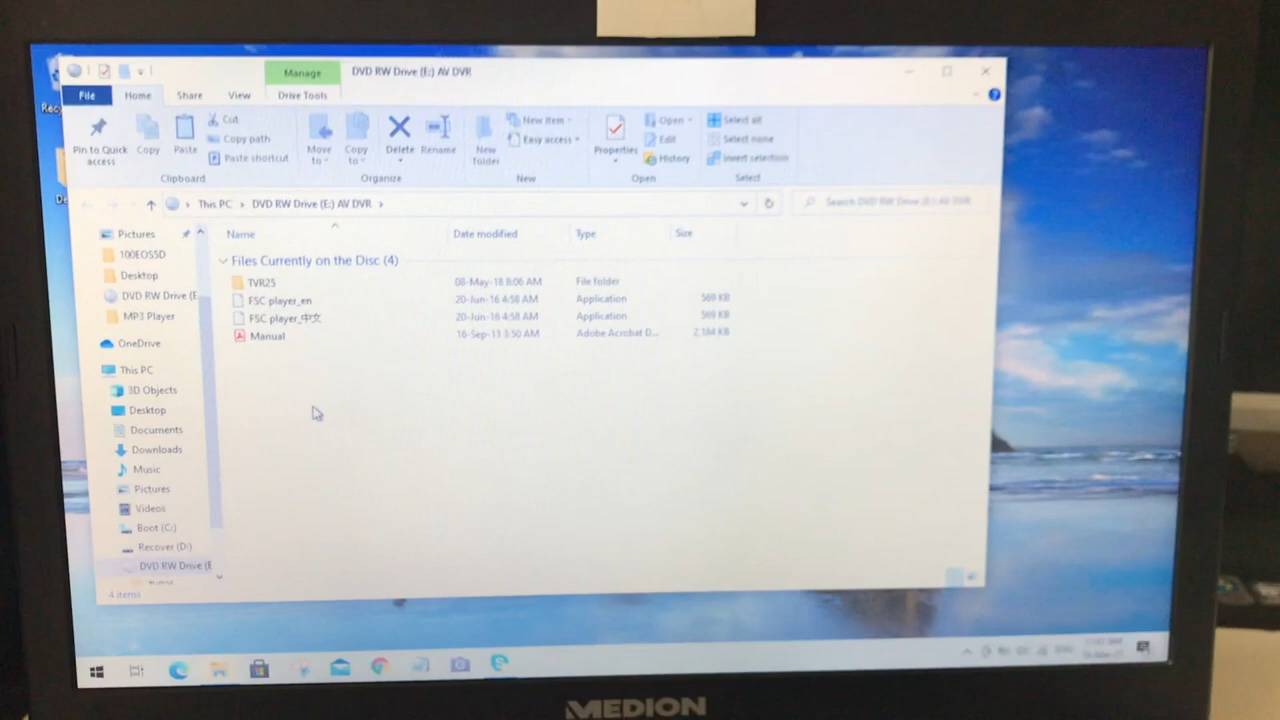 Manage
DVD RW Drive (E:) AV DVR
File
Home
Share
View
Drive Tools
Pin to Quick access
Copy
Paste
Cut
Copy path
Paste shortcut
Clipboard
Move to
Copy to
Delete
Rename
Organize
New folder
New item
Easy access
New
Properties
Open
Edit
History
Open
Select all
Select none
Invert selection
Select
This PC
DVD RW Drive (E:) AV DVR
Search DVD RW Drive (E:) AV DVR
Name
Date modified
Type
Size
Files Currently on the Disc (4)
TVR25 08-May-18 8:06 AM File folder
FSC player_en 20-Jun-16 4:58 AM Application 569 KB
FSC player_中文 20-Jun-16 4:58 AM Application 569 KB
Manual 16-Sep-13 3:50 AM Adobe Acrobat D... 2,184 KB
Pictures
100EOS5D
Desktop
DVD RW Drive (E
MP3 Player
OneDrive
This PC
3D Objects
Desktop
Documents
Downloads
Music
Pictures
Videos
Boot (C:)
Recover (D:)
DVD RW Drive (E
4 items
Rec
De
MEDION